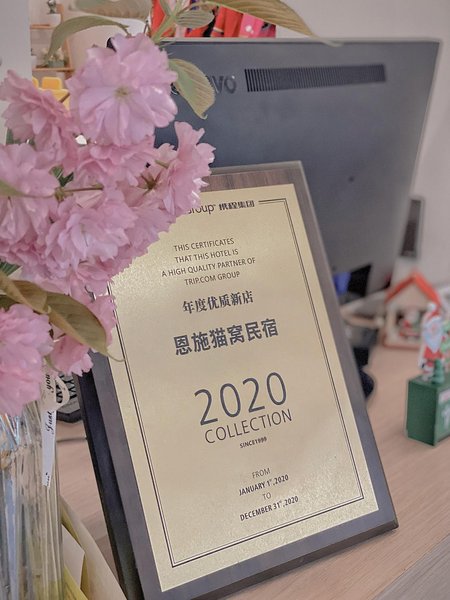 group® 携程集团
THIS CERTIFICATES
THAT THIS HOTEL IS
A HIGH QUALITY PARTNER OF
TRIP.COM GROUP
年度优质新店
恩施猫窝民宿
2020
COLLECTION
SINCE1999
FROM
JANUARY 1st,2020
TO
DECEMBER 31st,2020